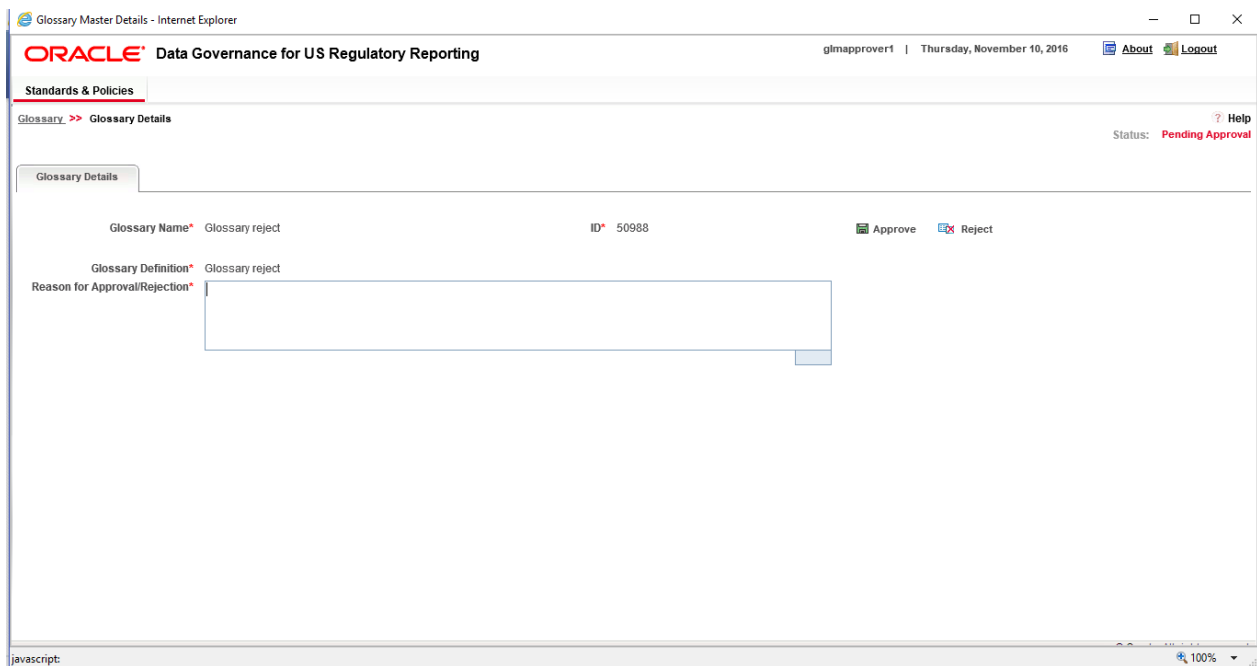 Glossary Master Details - Internet Explorer
ORACLE® Data Governance for US Regulatory Reporting
glmapprover1 | Thursday, November 10, 2016 About Logout
Standards & Policies
Glossary >> Glossary Details
? Help
Status: Pending Approval
Glossary Details
Glossary Name* Glossary reject ID* 50988 Approve Reject
Glossary Definition* Glossary reject
Reason for Approval/Rejection*
javascript:
100%